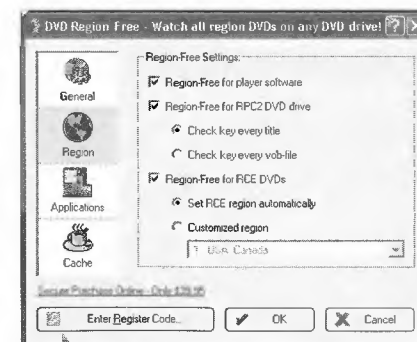 DVD Region Free - Watch all region DVDs on any DVD drive!
General
Region
Applications
Cache
Region-Free Settings:
Region-Free for player software
Region-Free for RPC2 DVD drive
Check key every title
Check key every vob-file
Region-Free for RCE DVDs
Set RCE region automatically
Customized region
USA, Canada
Secure Purchase Online - Only
Enter Register Code...
OK
Cancel